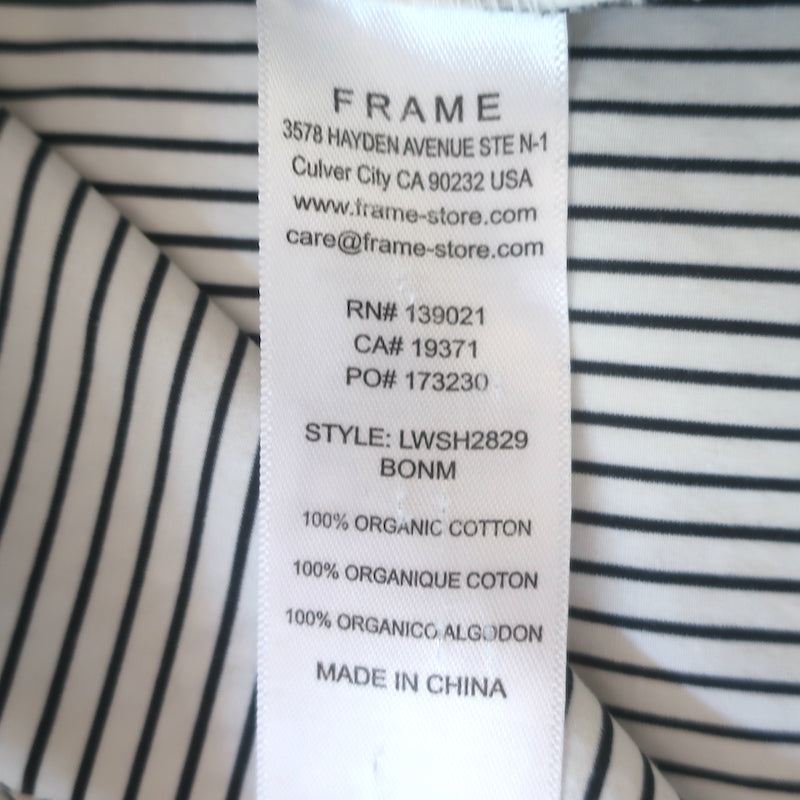 FRAME
3578 HAYDEN AVENUE STE N-1
Culver City CA 90232 USA
www.frame-store.com
care@frame-store.com
RN# 139021
CA# 19371
PO# 173230
STYLE: LWSH2829
BONM
100% ORGANIC COTTON
100% ORGANIQUE COTON
100% ORGANICO ALGODON
MADE IN CHINA